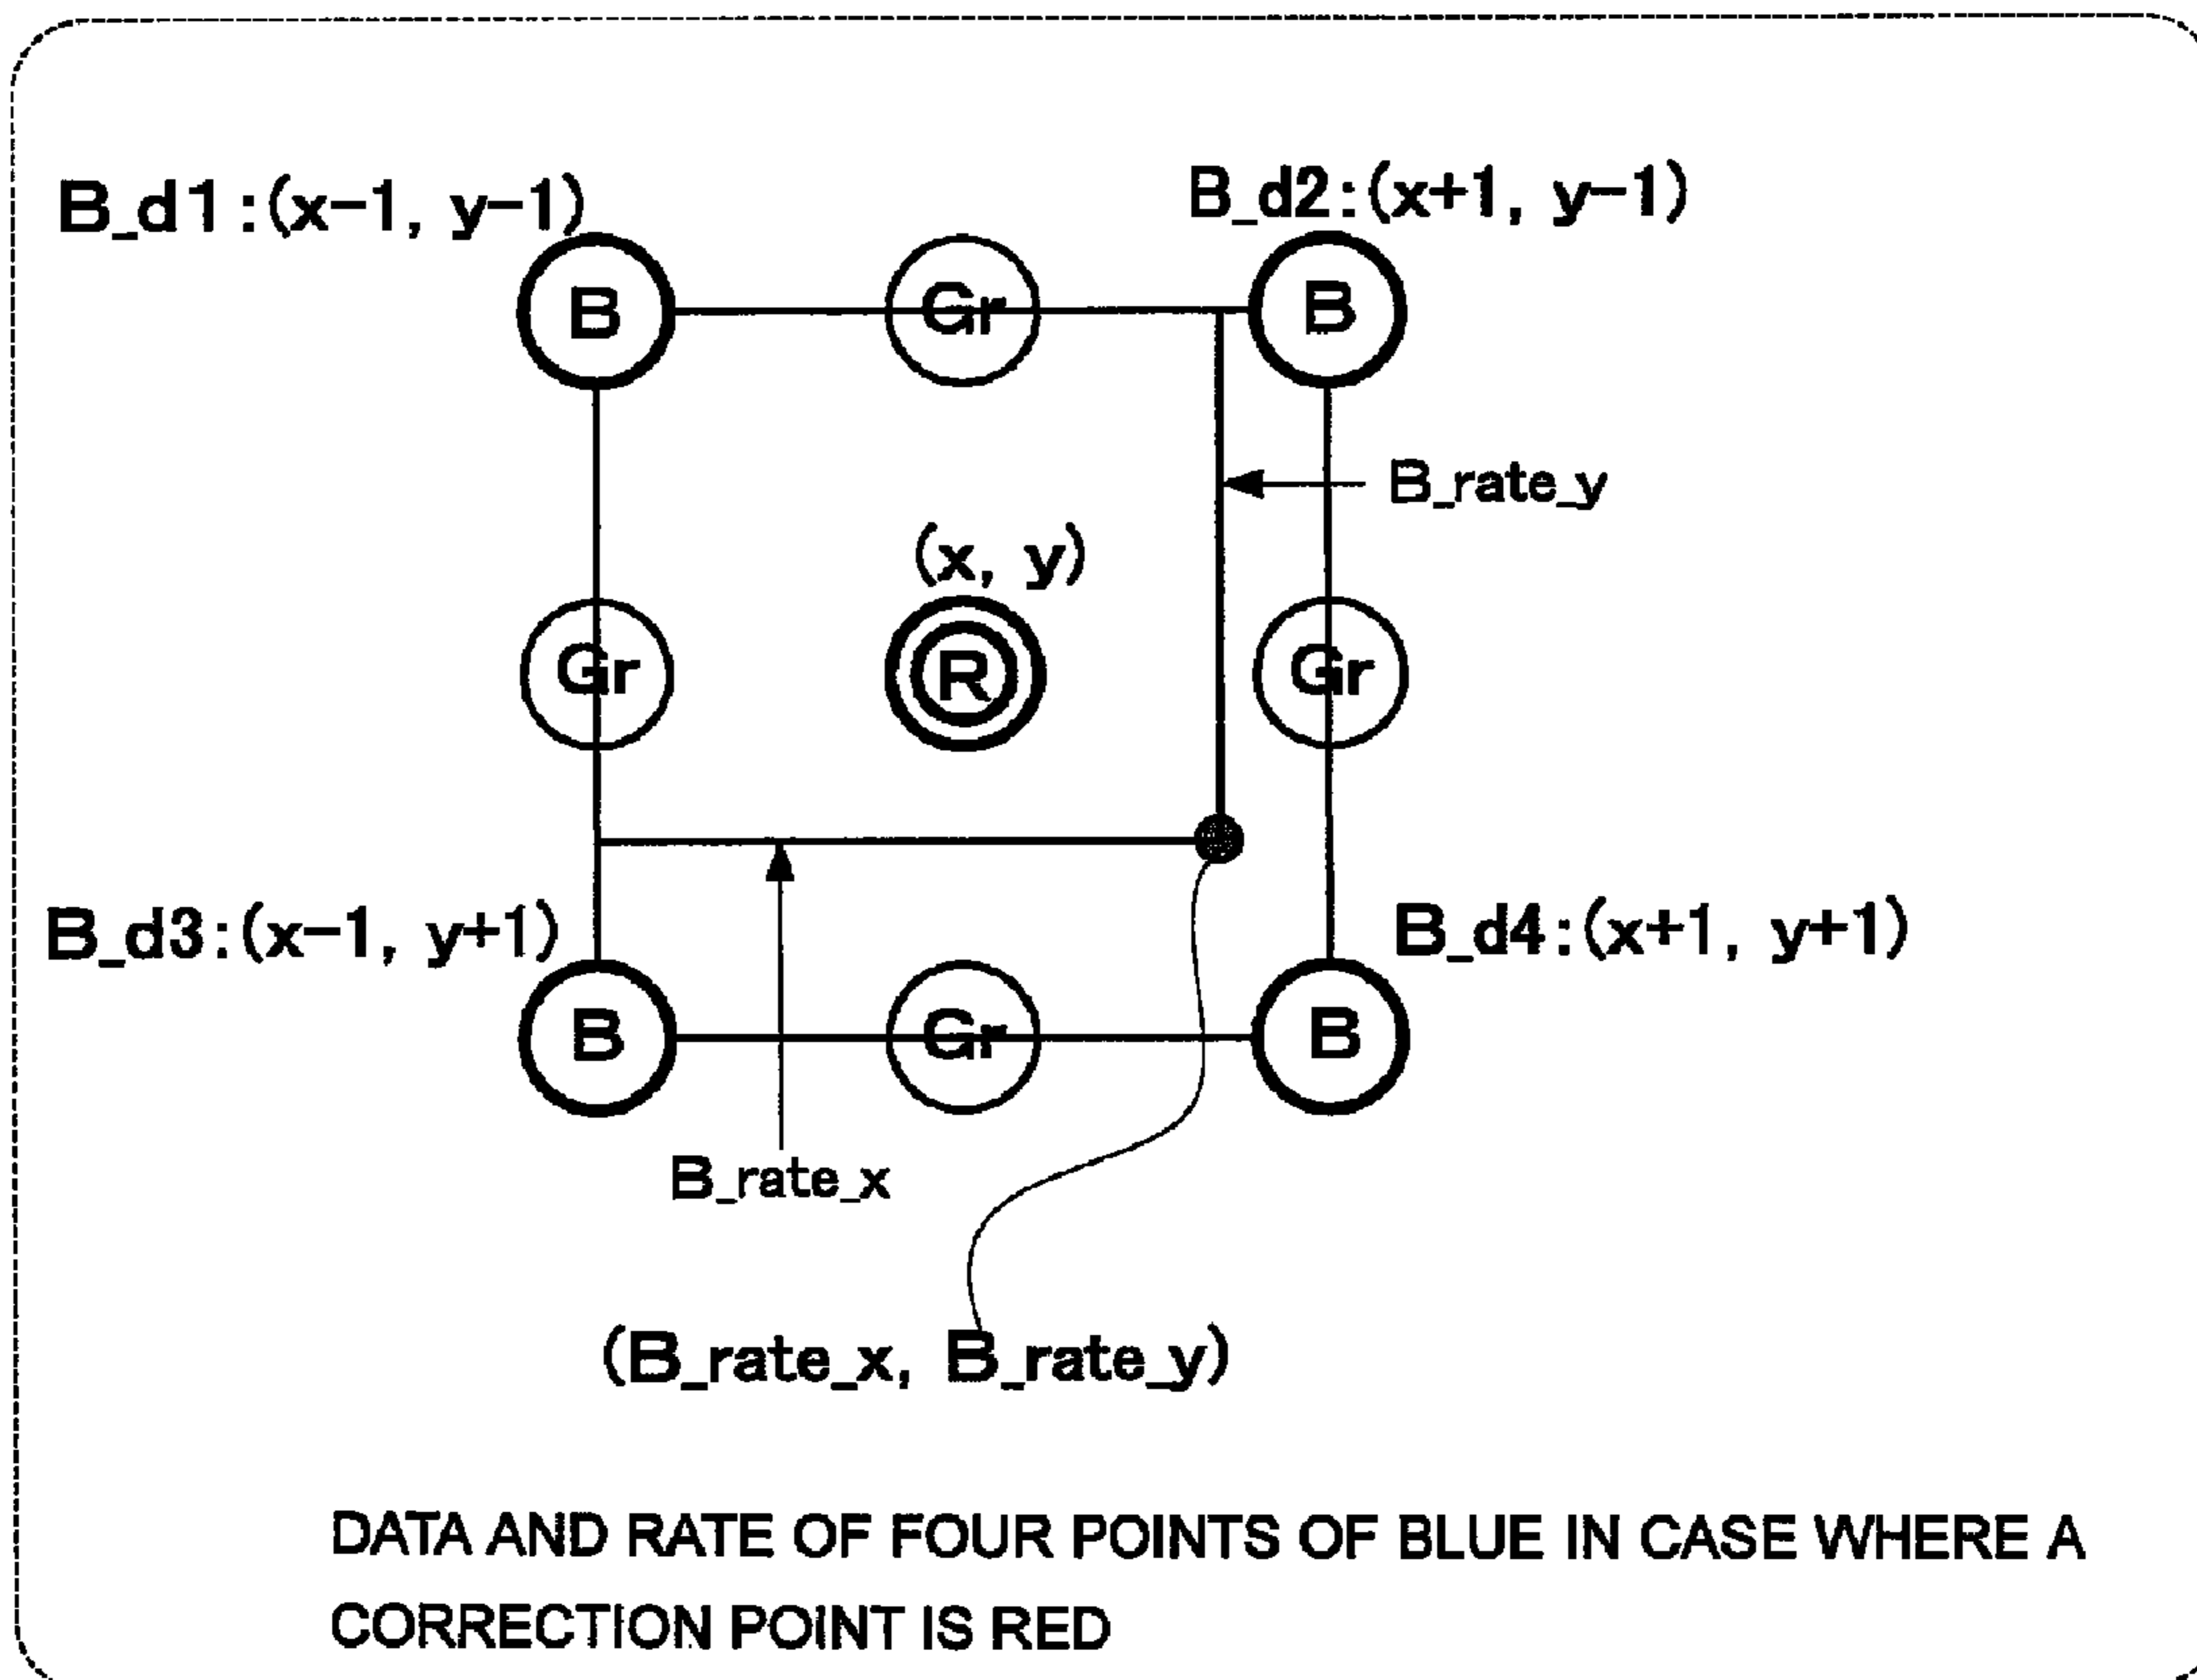 B_d1:(x-1, y-1)
B_d2:(x+1, y-1)
B Gr B
B_rate_y
(x, y)
Gr R Gr
B_d3:(x-1, y+1)
B_d4:(x+1, y+1)
B Gr B
B_rate_x
(B_rate_x, B_rate_y)
DATA AND RATE OF FOUR POINTS OF BLUE IN CASE WHERE A
CORRECTION POINT IS RED